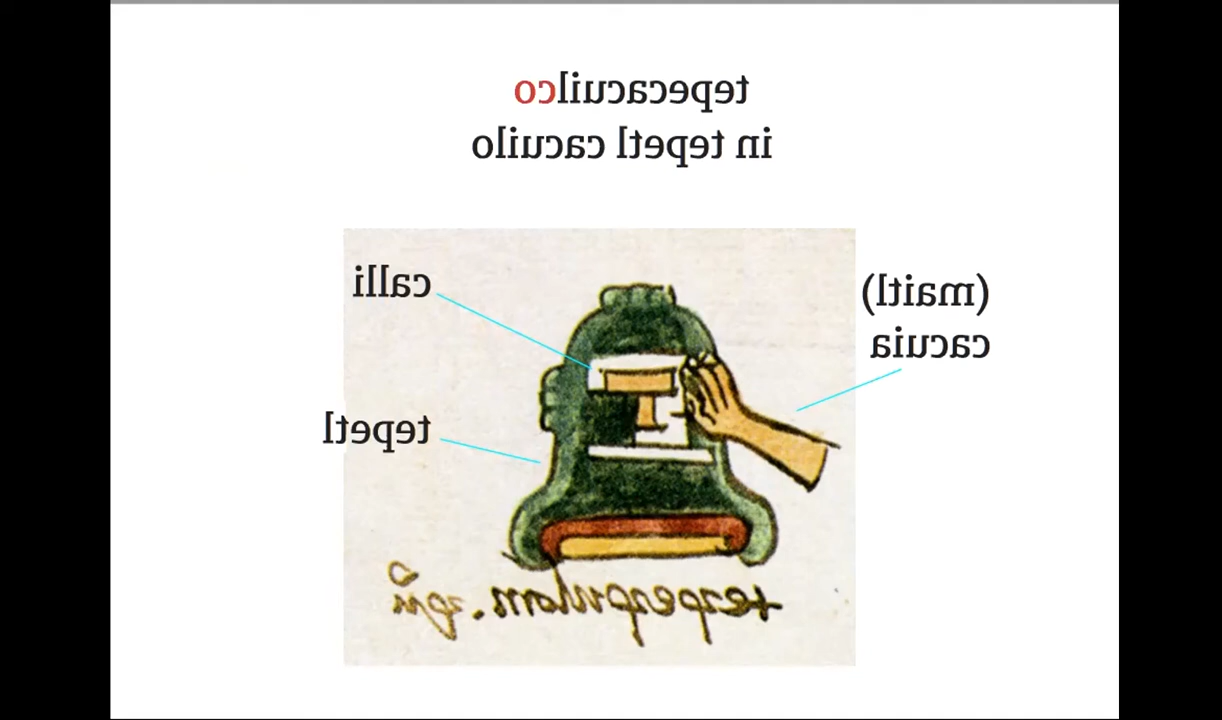 tepecacuilco
in tepetl cacuilo
calli
(maitl)
cacuia
tepetl